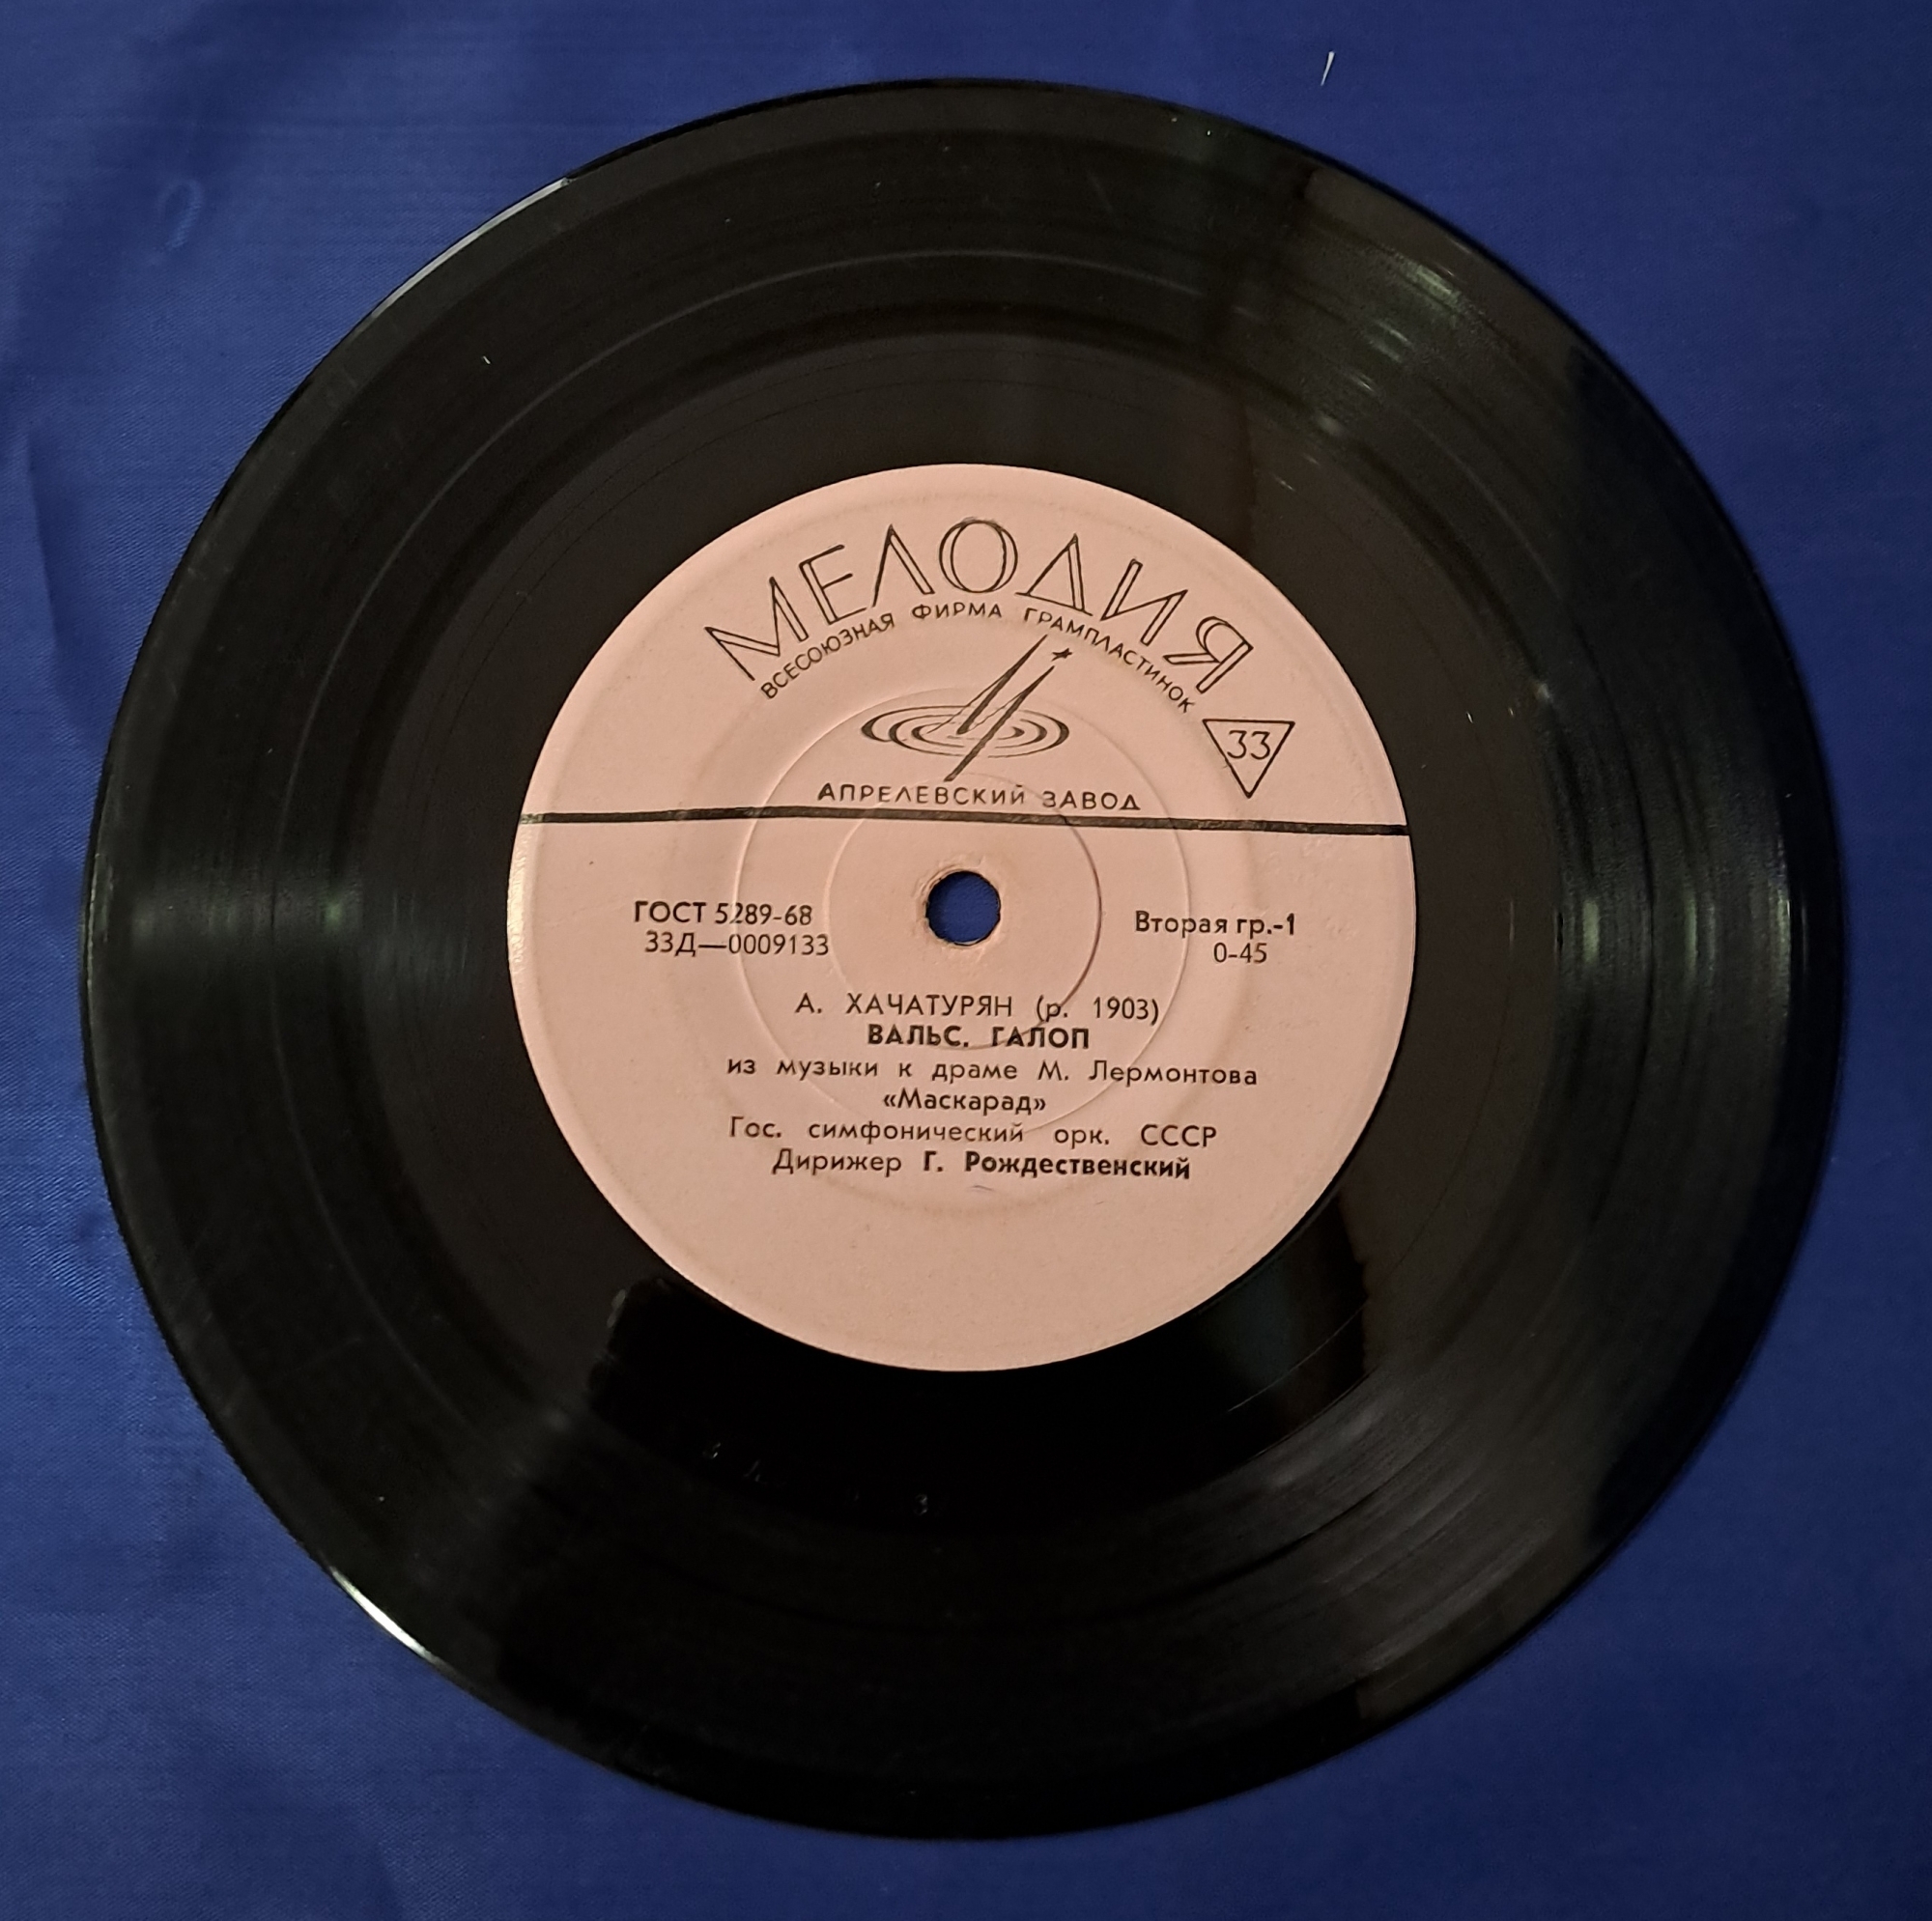 МЕЛОДИЯ
ВСЕСОЮЗНАЯ ФИРМА ГРАМПЛАСТИНОК
33
АПРЕЛЕВСКИЙ ЗАВОД
ГОСТ 5289-68
33Д—0009133
Вторая гр.-1
0-45
А. ХАЧАТУРЯН (р. 1903)
ВАЛЬС. ГАЛОП
из музыки к драме М. Лермонтова
«Маскарад»
Гос. симфонический орк. СССР
Дирижер Г. Рождественский